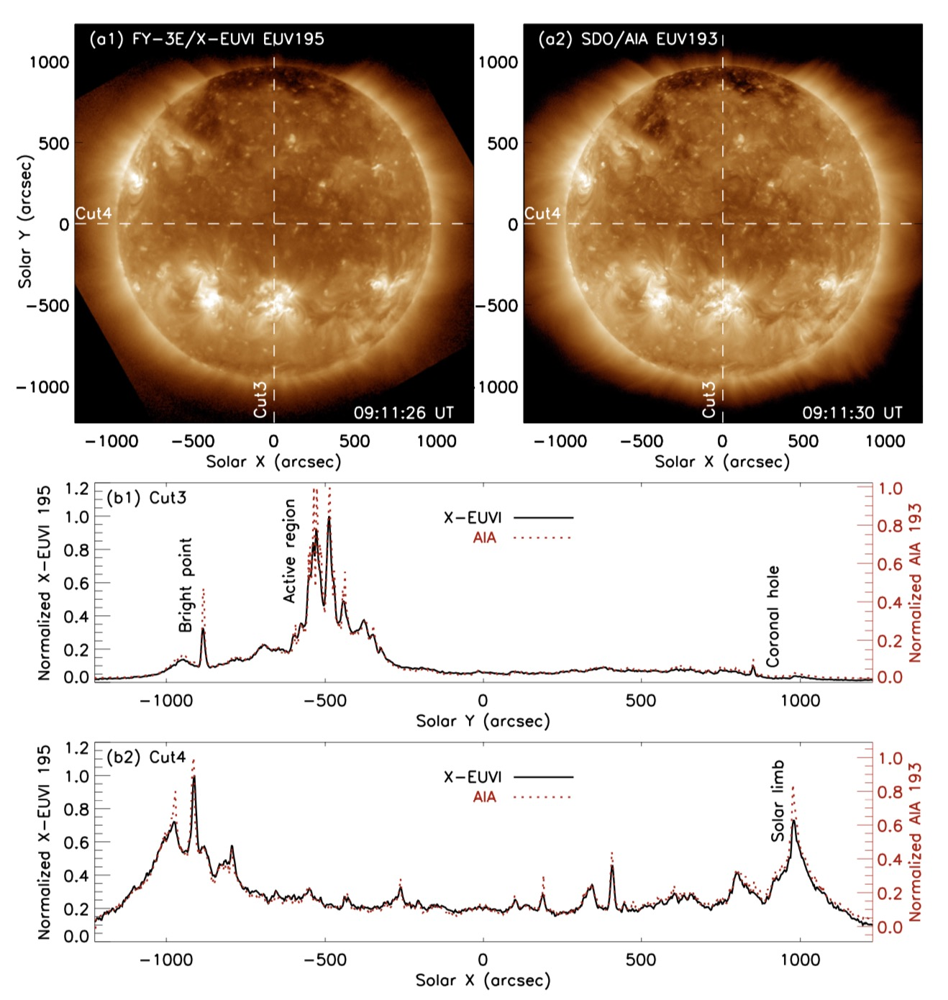 (a1) FY-3E/X-EUVI EUV195
(a2) SDO/AIA EUV193
1000
500
0
-500
-1000
Solar Y (arcsec)
Cut4
Cut3
09:11:26 UT
1000
500
0
-500
1000
Cut4
Cut3
09:11:30 UT
-1000 -500 0 500 1000
Solar X (arcsec)
-1000 -500 0 500 1000
Solar X (arcsec)
(b1) Cut3
Normalized X-EUVI 195
1.2
1.0
0.8
0.6
0.4
0.2
0.0
Bright point
Active region
X-EUVI
AIA
Coronal hole
1.0
0.8
0.6
0.4
0.2
0.0
Normalized AIA 193
-1000 -500 0 500 1000
Solar Y (arcsec)
(b2) Cut4
Normalized X-EUVI 195
1.2
1.0
0.8
0.6
0.4
0.2
0.0
X-EUVI
AIA
Solar limb
1.0
0.8
0.6
0.4
0.2
0.0
Normalized AIA 193
-1000 -500 0 500 1000
Solar X (arcsec)